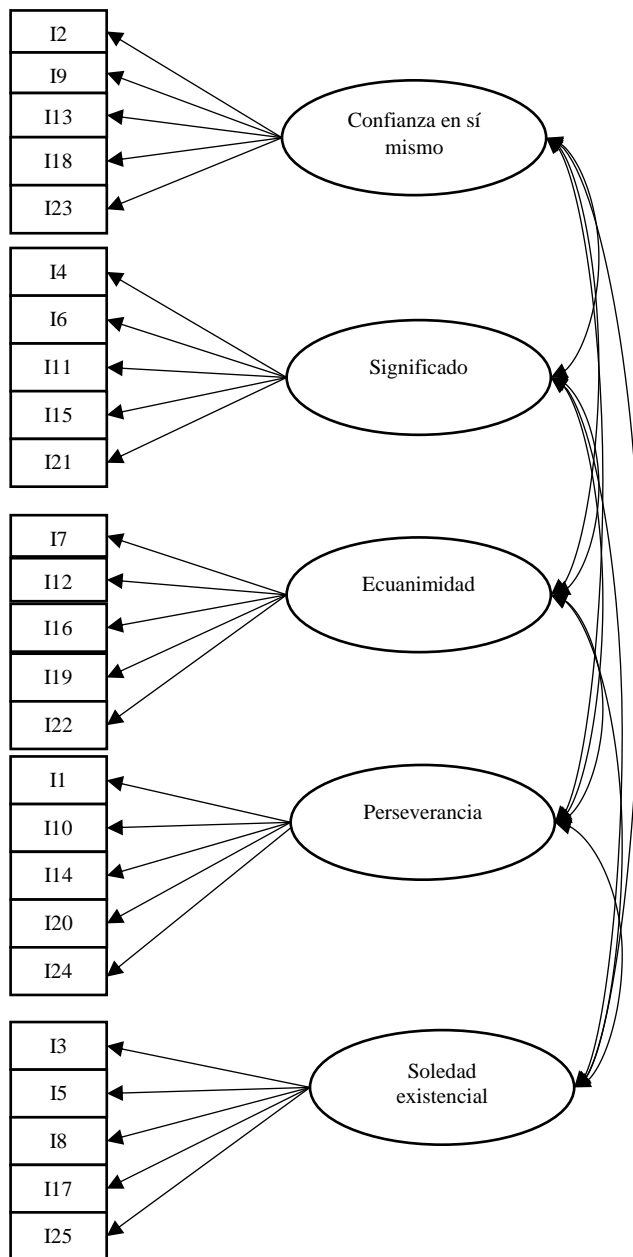 I2
I9
I13
I18
I23
Confianza en sí
mismo
I4
I6
I11
I15
I21
Significado
I7
I12
I16
I19
I22
Ecuanimidad
I1
I10
I14
I20
I24
Perseverancia
I3
I5
I8
I17
I25
Soledad
existencial